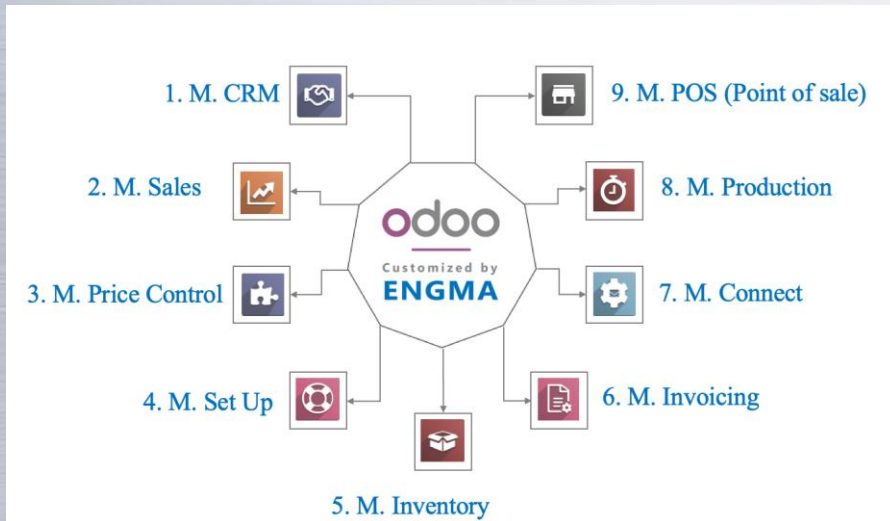 1. M. CRM
9. M. POS (Point of sale)
2. M. Sales
8. M. Production
odoo
Customized by
ENGMA
3. M. Price Control
7. M. Connect
4. M. Set Up
6. M. Invoicing
5. M. Inventory